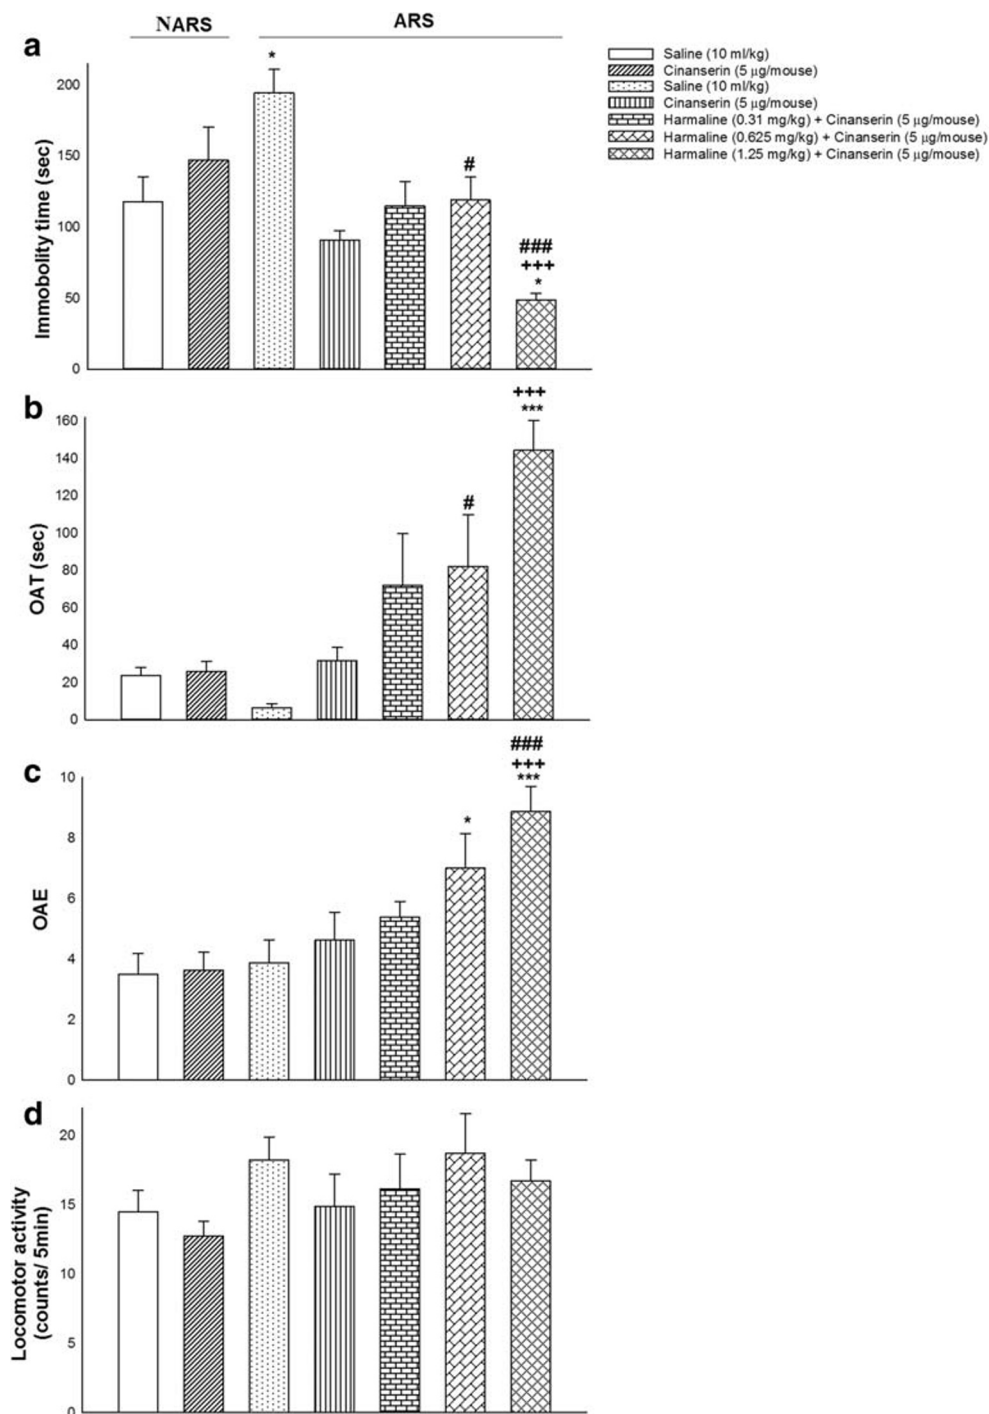 NARS ARS
a
Saline (10 ml/kg)
Cinanserin (5 µg/mouse)
Saline (10 ml/kg)
Cinanserin (5 µg/mouse)
Harmaline (0.31 mg/kg) + Cinanserin (5 µg/mouse)
Harmaline (0.625 mg/kg) + Cinanserin (5 µg/mouse)
Harmaline (1.25 mg/kg) + Cinanserin (5 µg/mouse)
Immobolity time (sec)
200
150
100
50
0
*
#
###
+++
*
b
OAT (sec)
160
140
120
100
80
60
40
20
0
#
+++
***
c
OAE
10
8
6
4
2
0
*
###
+++
***
d
Locomotor activity
(counts/ 5min)
20
15
10
5
0